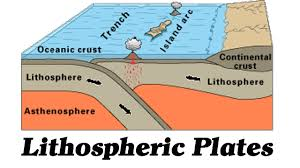 Trench
Island arc
Oceanic crust
Continental
crust
Lithosphere
Lithosphere
Asthenosphere
Lithospheric Plates